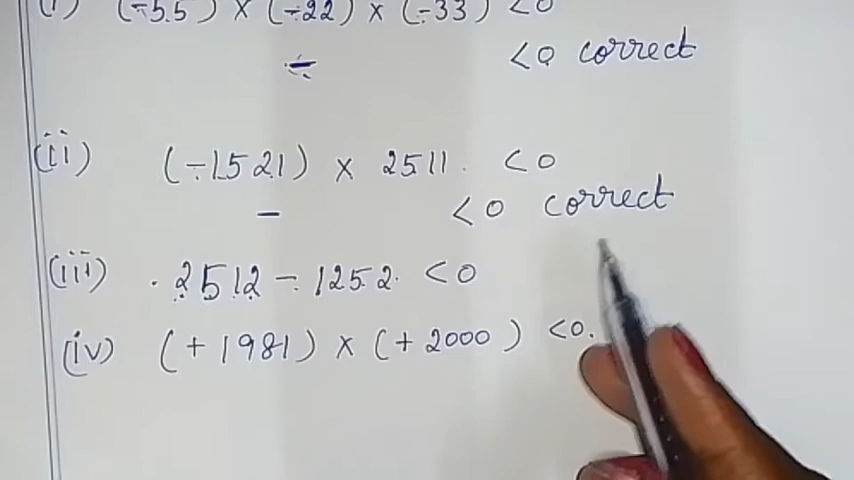 (i) (-55) × (-22) × (-33) <0
- <0 correct
(ii) (-1521) × 2511 <0
- <0 correct
(iii) 2512 - 1252 <0
(iv) (+1981) × (+2000) <0.